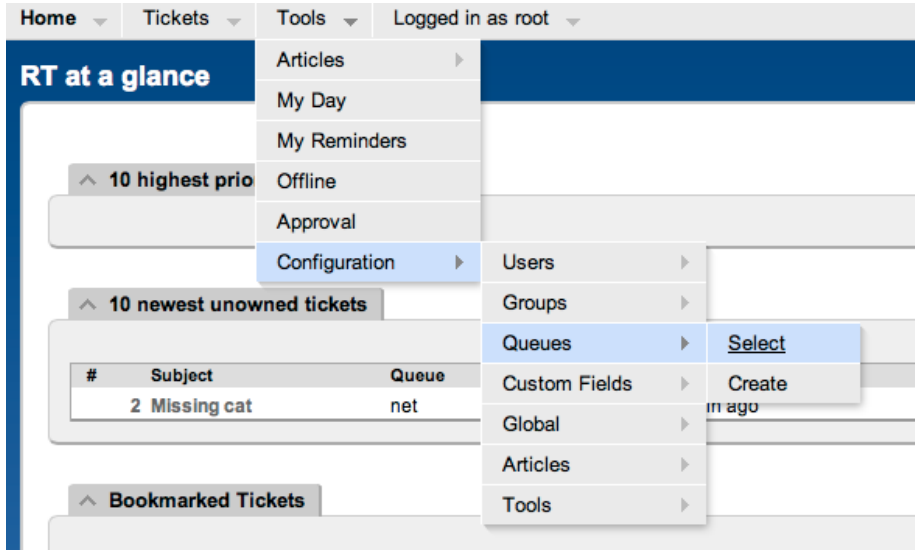 Home Tickets Tools Logged in as root
RT at a glance
Articles
My Day
My Reminders
10 highest prio
Offline
Approval
Configuration
Users
10 newest unowned tickets
Groups
Queues
Select
# Subject Queue
Custom Fields
Create
2 Missing cat net
in ago
Global
Articles
Bookmarked Tickets
Tools